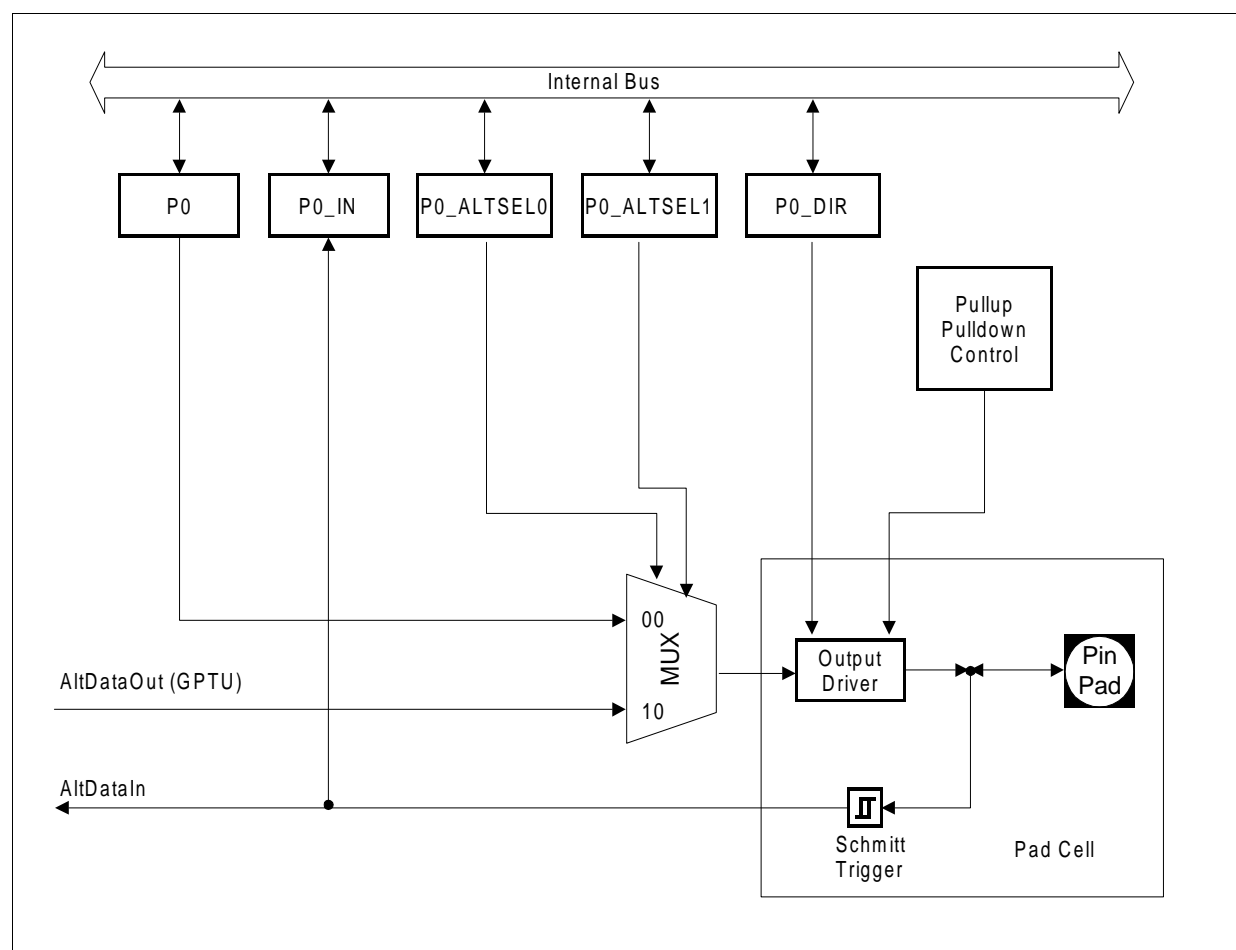 Internal Bus
P0
P0_IN
P0_ALTSEL0
P0_ALTSEL1
P0_DIR
Pullup
Pulldown
Control
00
MUX
10
AltDataOut (GPTU)
AltDataIn
Output
Driver
Pin
Pad
Schmitt
Trigger
Pad Cell